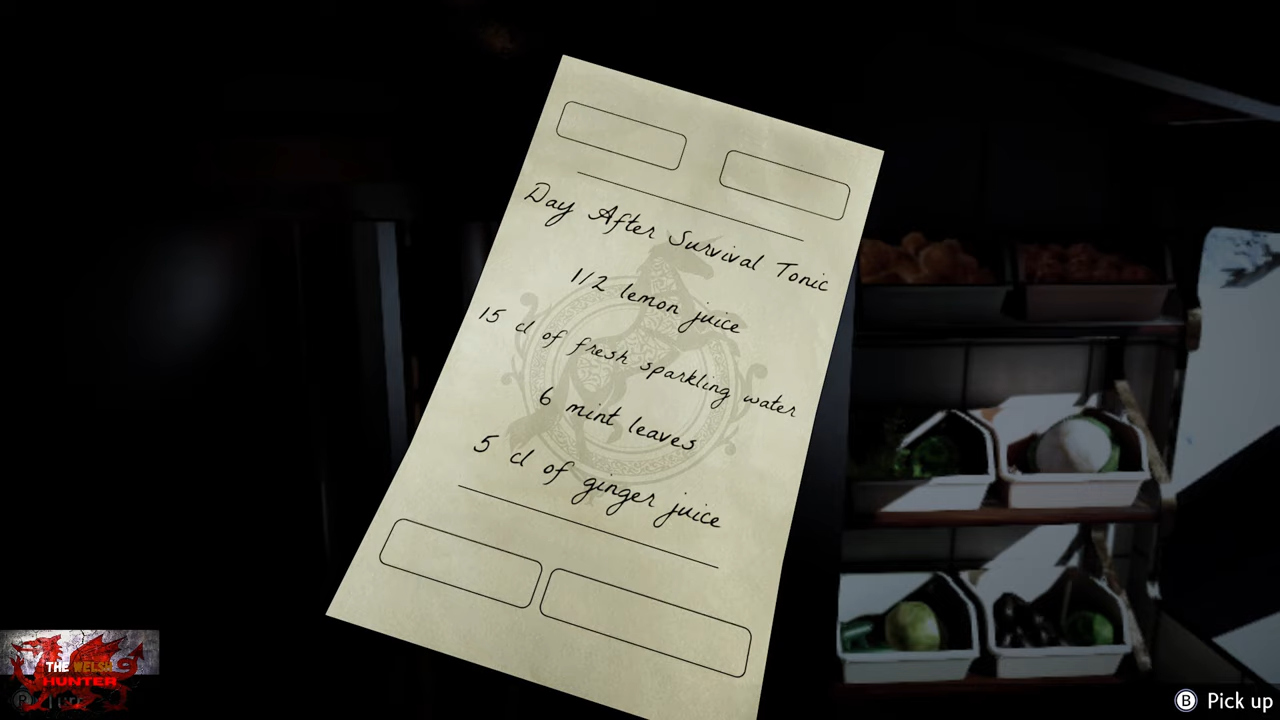 Day After Survival Tonic
1/2 lemon juice
15 cl of fresh sparkling water
6 mint leaves
5 cl of ginger juice
THE WELSH
HUNTER
B Pick up